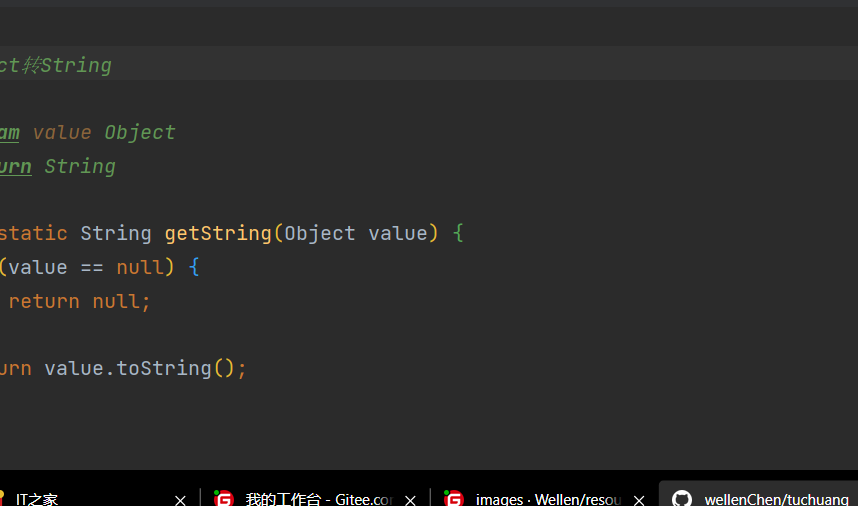 ct转String
am value Object
urn String
static String getString(Object value) {
(value == null) {
return null;
urn value.toString();
IT之家
我的工作台 - Gitee.co
images · Wellen/resou
wellenChen/tuchuang